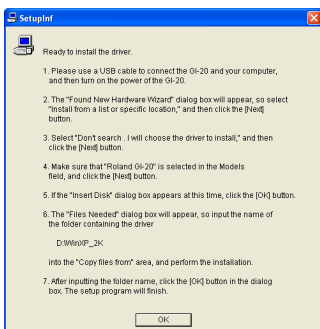 SetupInf
Ready to install the driver.
1. Please use a USB cable to connect the GI-20 and your computer,
and then turn on the power of the GI-20.
2. The "Found New Hardware Wizard" dialog box will appear, so select
"Install from a list or specific location," and then click the [Next]
button.
3. Select "Don't search . I will choose the driver to install," and then
click the [Next] button.
4. Make sure that "Roland GI-20" is selected in the Models
field, and click the [Next] button.
5. If the "Insert Disk" dialog box appears at this time, click the [OK] button.
6. The "Files Needed" dialog box will appear, so input the name of
the folder containing the driver
D:\WinXP_2K
into the "Copy files from" area, and perform the installation.
7. After inputting the folder name, click the [OK] button in the dialog
box. The setup program will finish.
OK